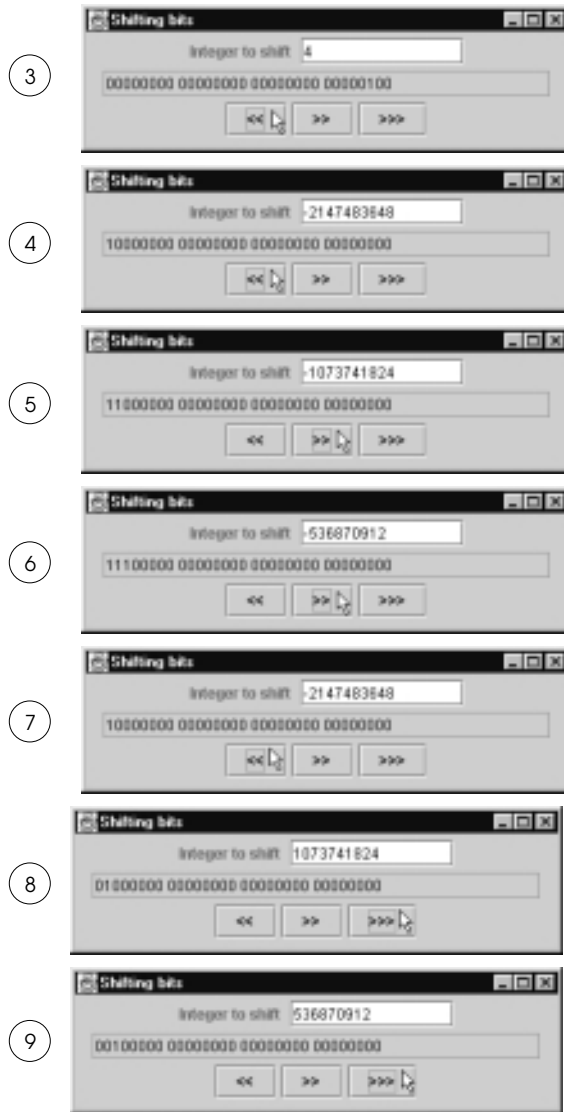 3
Shifting bits
Integer to shift 4
00000000 00000000 00000000 00000100
<< >> >>>
4
Shifting bits
Integer to shift -2147483648
10000000 00000000 00000000 00000000
<< >> >>>
5
Shifting bits
Integer to shift -1073741824
11000000 00000000 00000000 00000000
<< >> >>>
6
Shifting bits
Integer to shift -536870912
11100000 00000000 00000000 00000000
<< >> >>>
7
Shifting bits
Integer to shift -2147483648
10000000 00000000 00000000 00000000
<< >> >>>
8
Shifting bits
Integer to shift 1073741824
01000000 00000000 00000000 00000000
<< >> >>>
9
Shifting bits
Integer to shift 536870912
00100000 00000000 00000000 00000000
<< >> >>>